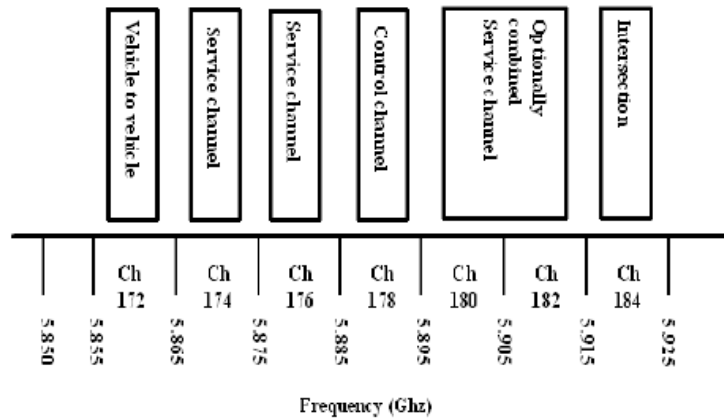 Vehicle to vehicle
Service channel
Service channel
Control channel
Optionally
combined
Service channel
Intersection
Ch
172
Ch
174
Ch
176
Ch
178
Ch
180
Ch
182
Ch
184
5.850
5.855
5.865
5.875
5.885
5.895
5.905
5.915
5.925
Frequency (Ghz)